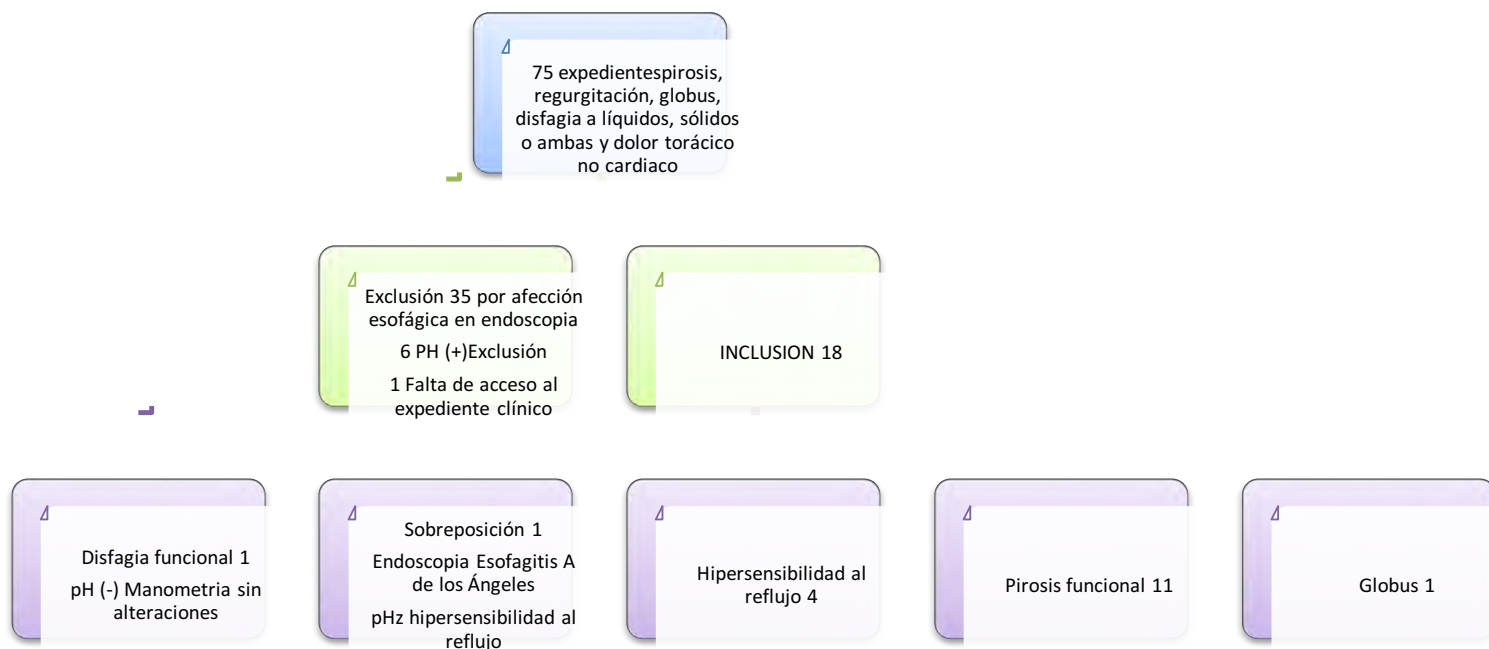 75 expedientespirosis,
regurgitación, globus,
disfagia a líquidos, sólidos
o ambas y dolor torácico
no cardiaco
Exclusión 35 por afección
esofágica en endoscopia
6 PH (+)Exclusión
1 Falta de acceso al
expediente clínico
INCLUSION 18
Disfagia funcional 1
pH (-) Manometria sin
alteraciones
Sobreposición 1
Endoscopia Esofagitis A
de los Ángeles
pHz hipersensibilidad al
reflujo
Hipersensibilidad al
reflujo 4
Pirosis funcional 11
Globus 1